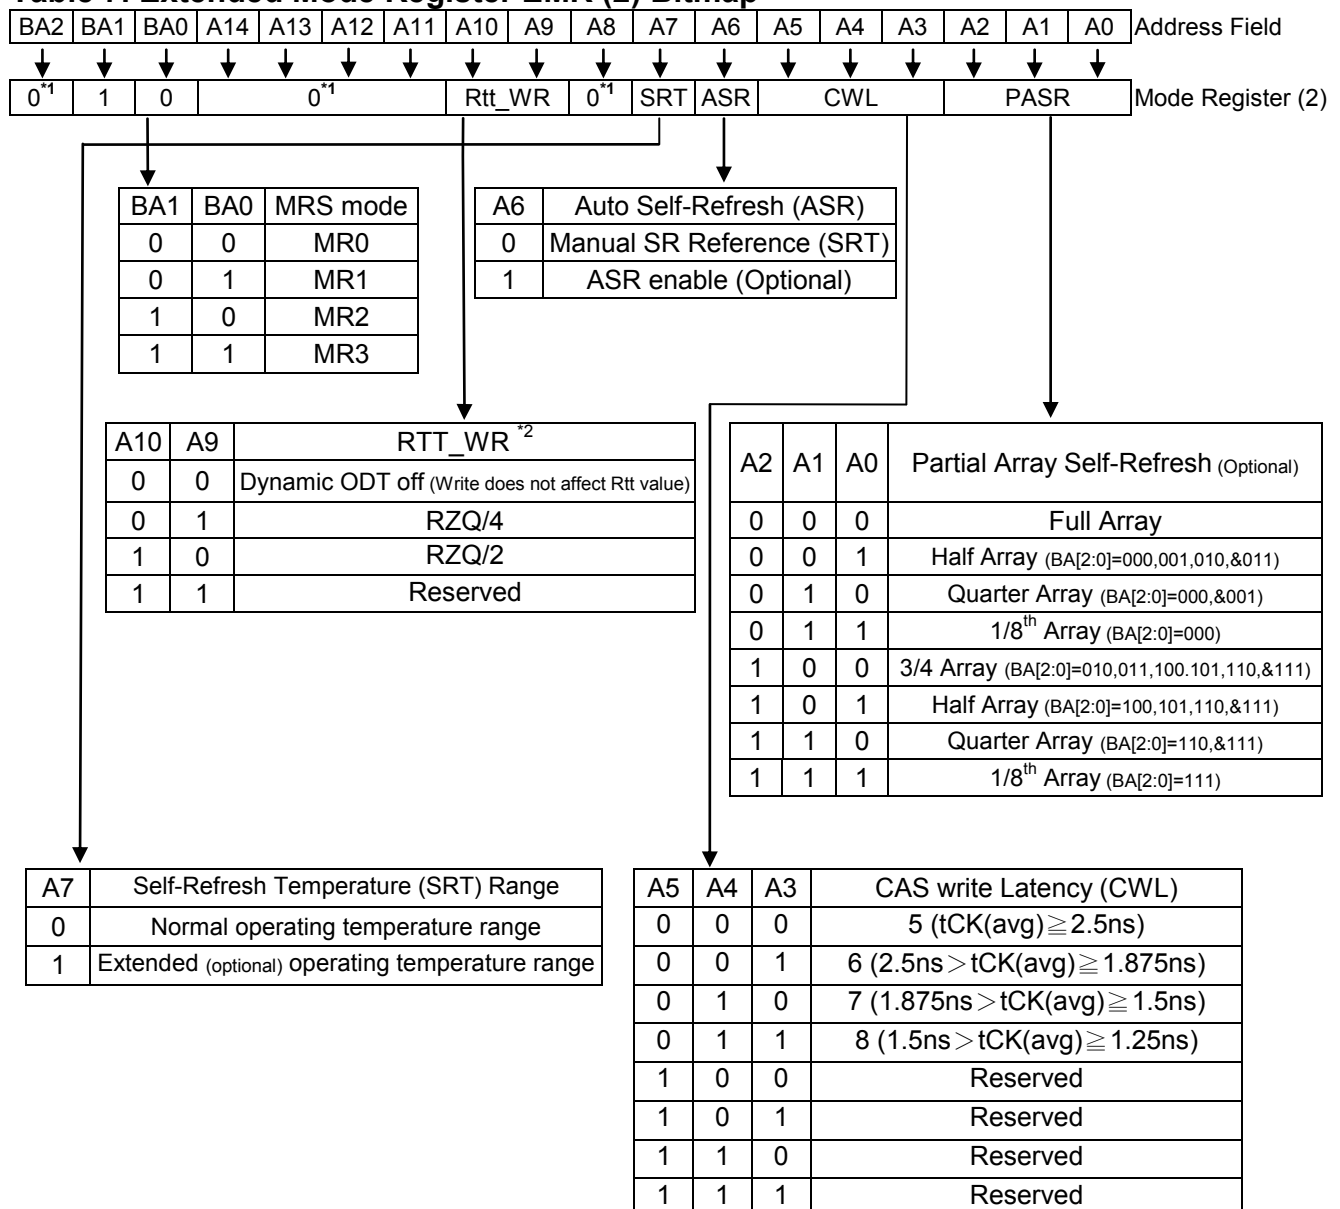 Table 7. Extended Mode Register EMR (2) Bitmap
BA2 BA1 BA0 A14 A13 A12 A11 A10 A9 A8 A7 A6 A5 A4 A3 A2 A1 A0 Address Field
0*1 1 0 0*1 Rtt_WR 0*1 SRT ASR CWL PASR Mode Register (2)
BA1 BA0 MRS mode
0 0 MR0
0 1 MR1
1 0 MR2
1 1 MR3
A6 Auto Self-Refresh (ASR)
0 Manual SR Reference (SRT)
1 ASR enable (Optional)
A10 A9 RTT_WR *2
0 0 Dynamic ODT off (Write does not affect Rtt value)
0 1 RZQ/4
1 0 RZQ/2
1 1 Reserved
A2 A1 A0 Partial Array Self-Refresh (Optional)
0 0 0 Full Array
0 0 1 Half Array (BA[2:0]=000,001,010,&011)
0 1 0 Quarter Array (BA[2:0]=000,&001)
0 1 1 1/8th Array (BA[2:0]=000)
1 0 0 3/4 Array (BA[2:0]=010,011,100.101,110,&111)
1 0 1 Half Array (BA[2:0]=100,101,110,&111)
1 1 0 Quarter Array (BA[2:0]=110,&111)
1 1 1 1/8th Array (BA[2:0]=111)
A7 Self-Refresh Temperature (SRT) Range
0 Normal operating temperature range
1 Extended (optional) operating temperature range
A5 A4 A3 CAS write Latency (CWL)
0 0 0 5 (tCK(avg)≧2.5ns)
0 0 1 6 (2.5ns>tCK(avg)≧1.875ns)
0 1 0 7 (1.875ns>tCK(avg)≧1.5ns)
0 1 1 8 (1.5ns>tCK(avg)≧1.25ns)
1 0 0 Reserved
1 0 1 Reserved
1 1 0 Reserved
1 1 1 Reserved